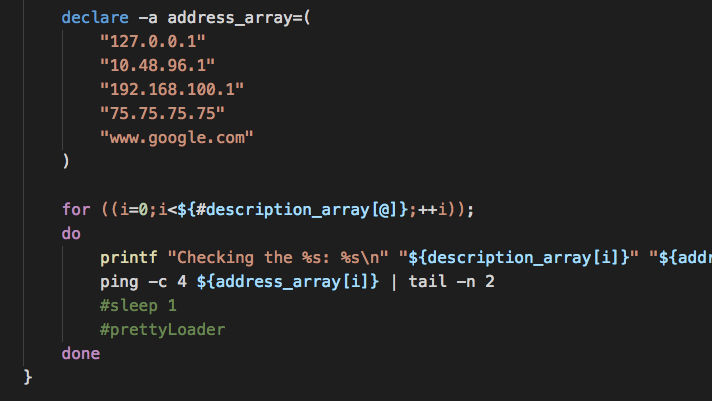 declare -a address_array=(
"127.0.0.1"
"10.48.96.1"
"192.168.100.1"
"75.75.75.75"
"www.google.com"
)
for ((i=0;i<${#description_array[@]};++i));
do
printf "Checking the %s: %s\n" "${description_array[i]}" "${addr
ping -c 4 ${address_array[i]} | tail -n 2
#sleep 1
#prettyLoader
done
}